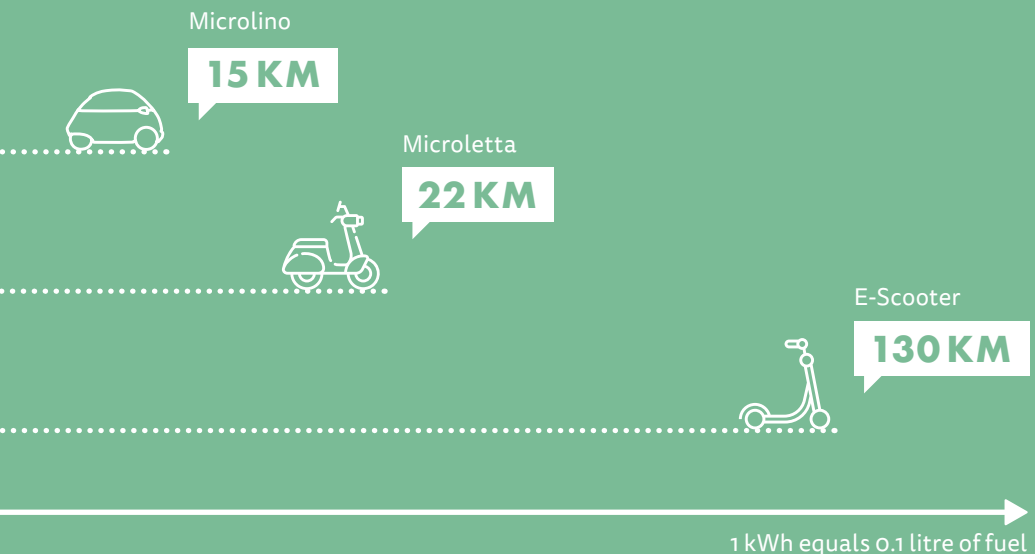 Microlino
15 KM
Microletta
22 KM
E-Scooter
130 KM
1 kWh equals 0.1 litre of fuel